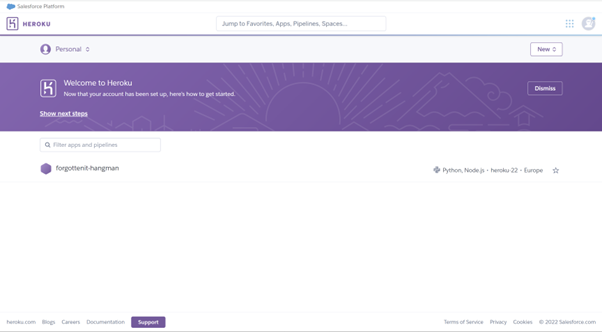 Salesforce Platform
HEROKU
Jump to Favorites, Apps, Pipelines, Spaces...
Personal
New
Welcome to Heroku
Now that your account has been set up, here's how to get started.
Dismiss
Show next steps
Filter apps and pipelines
forgottenit-hangman
Python, Node.js • heroku-22 • Europe
heroku.com Blogs Careers Documentation Support Terms of Service Privacy Cookies © 2022 Salesforce.com